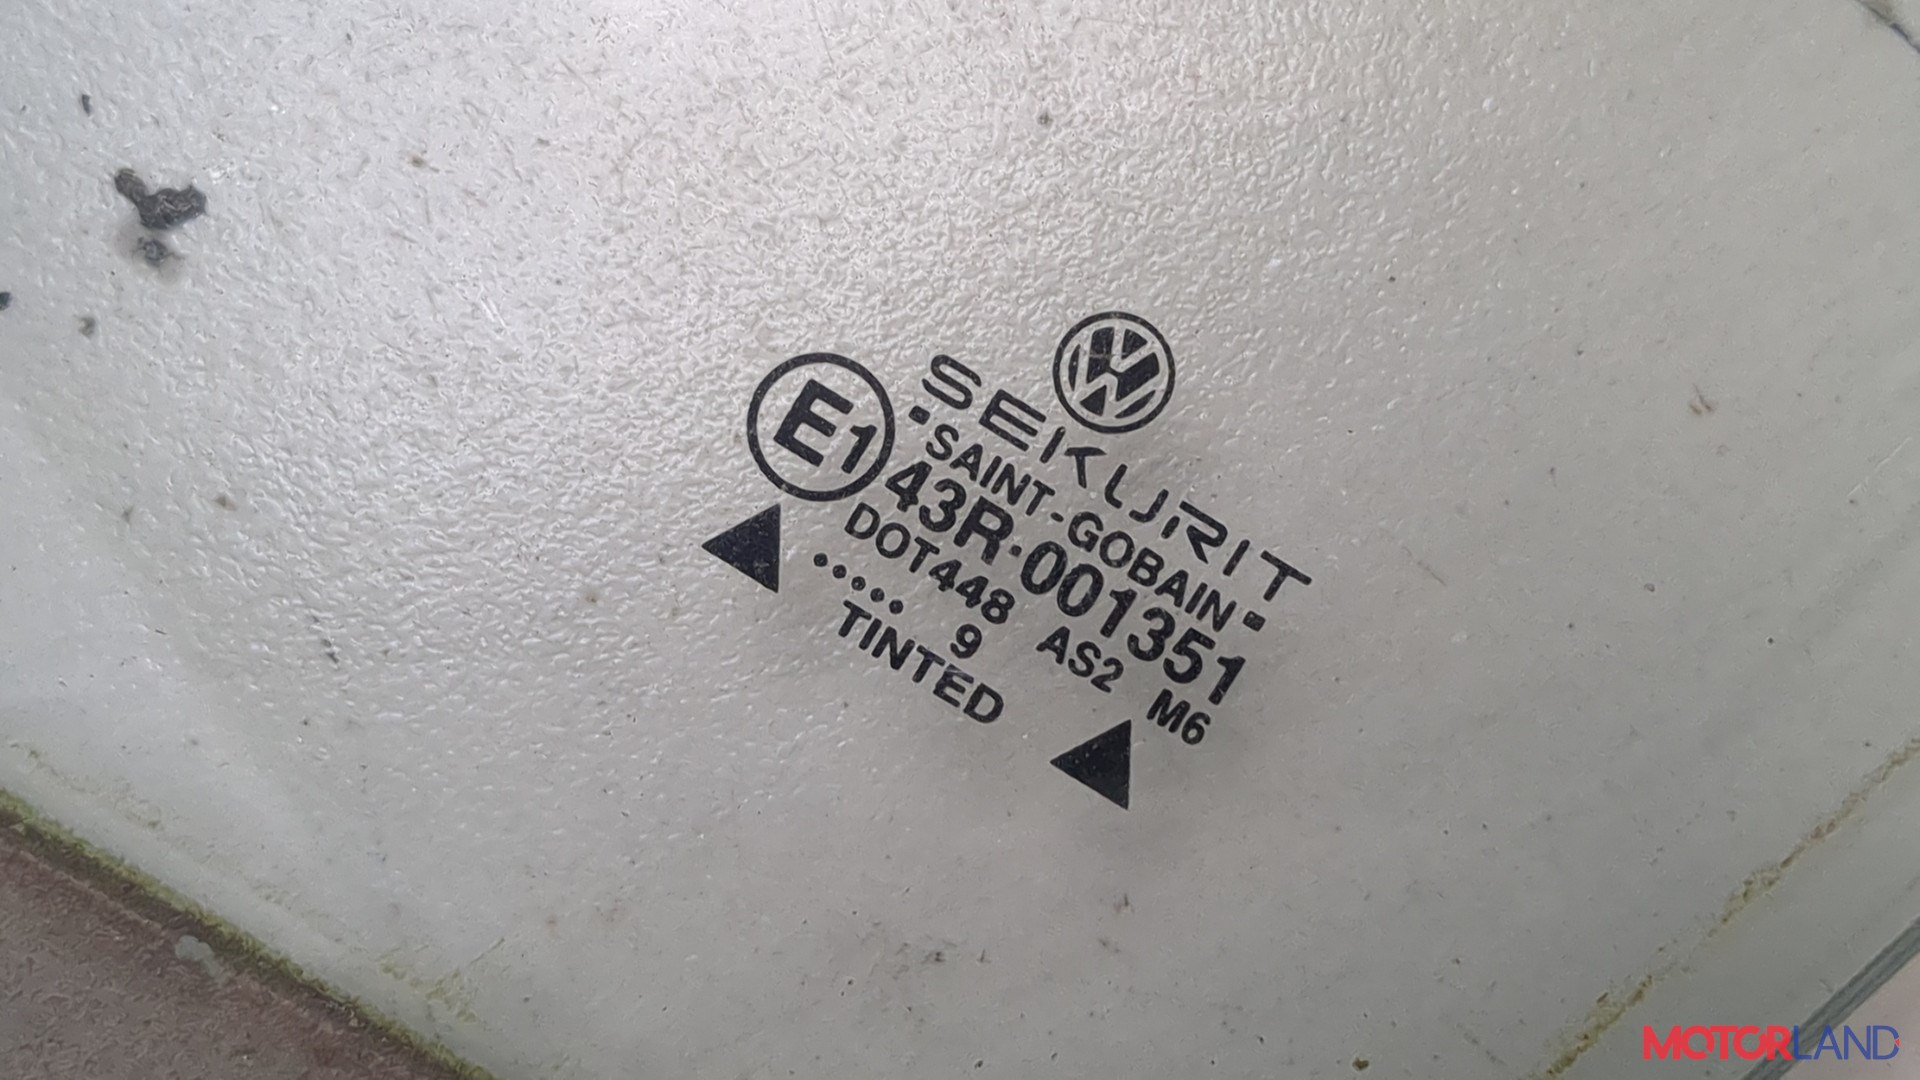 SEKURIT
SAINT-GOBAIN
E1 43R-001351
DOT448 AS2 M6
..... 9
TINTED
MOTORLAND